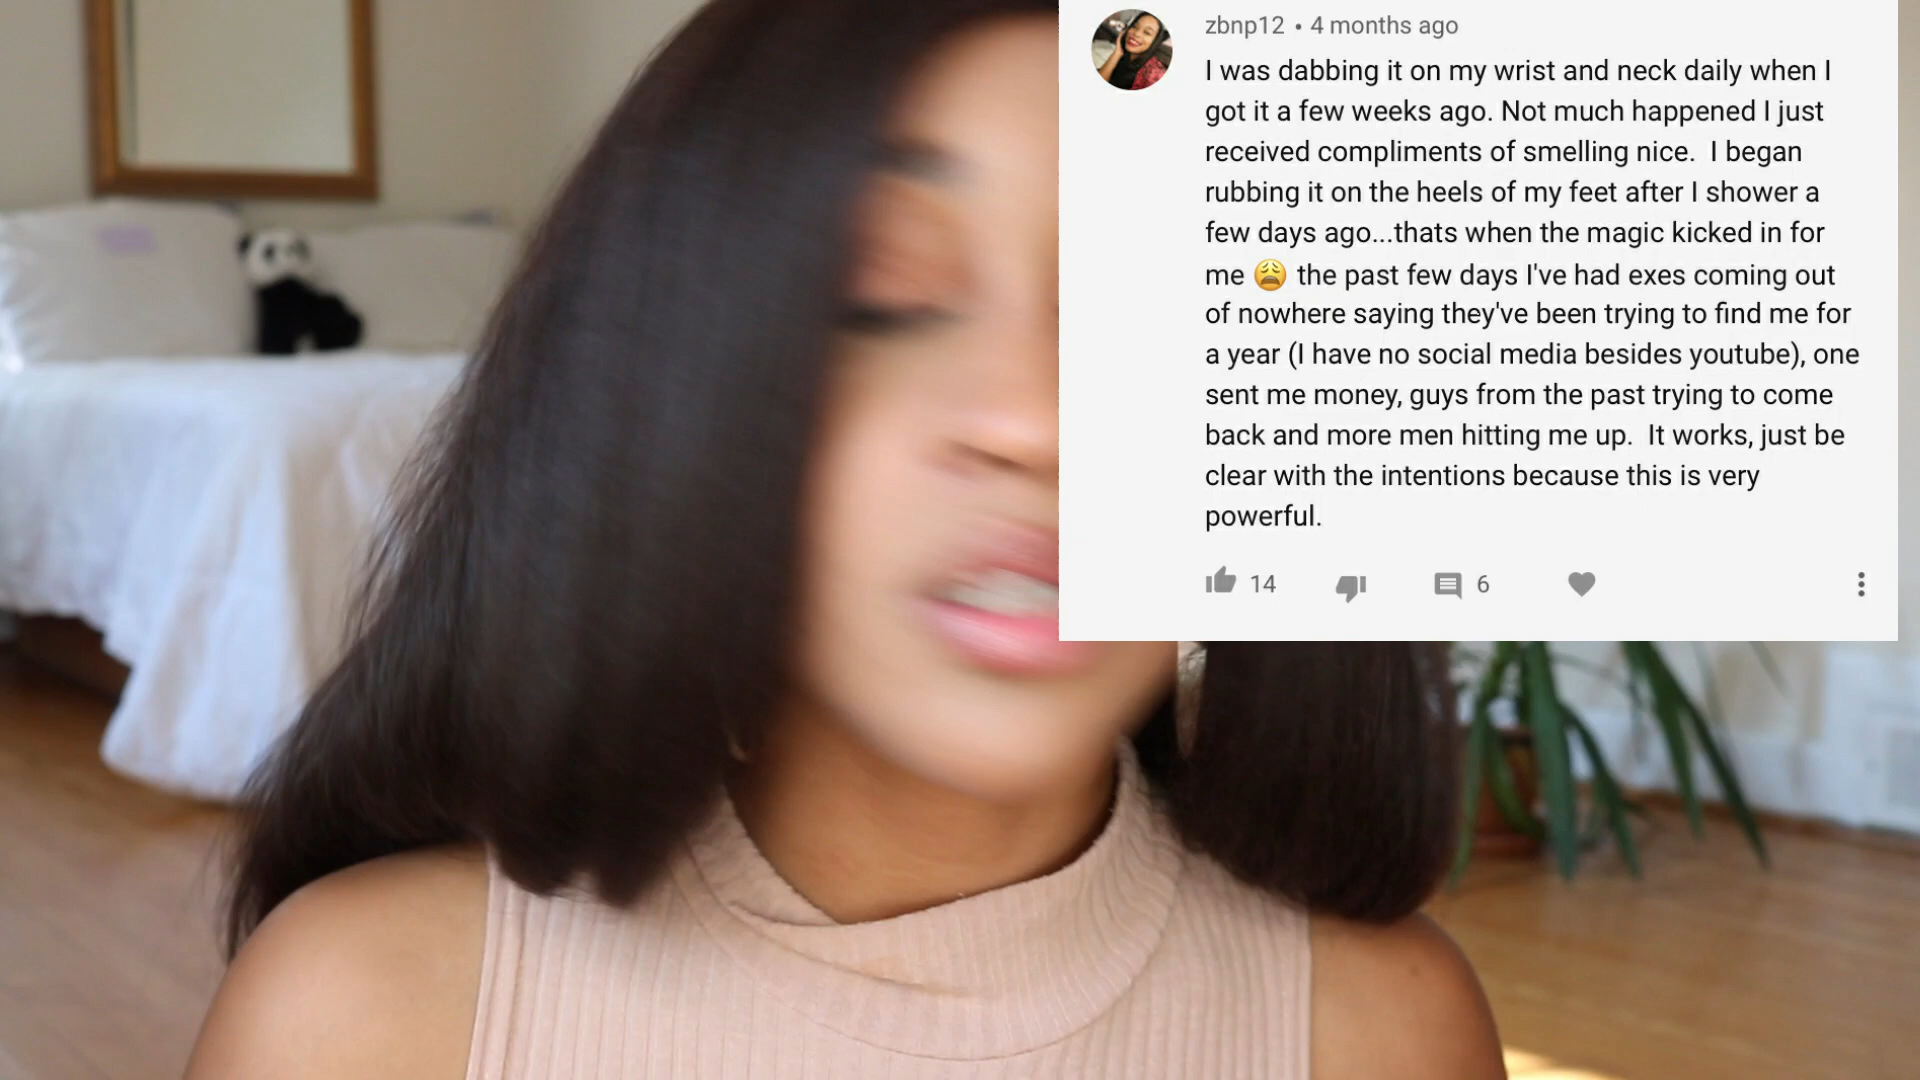 zbnp12 • 4 months ago
I was dabbing it on my wrist and neck daily when I
got it a few weeks ago. Not much happened I just
received compliments of smelling nice.  I began
rubbing it on the heels of my feet after I shower a
few days ago...thats when the magic kicked in for
me 😩 the past few days I've had exes coming out
of nowhere saying they've been trying to find me for
a year (I have no social media besides youtube), one
sent me money, guys from the past trying to come
back and more men hitting me up.  It works, just be
clear with the intentions because this is very
powerful.
14 6